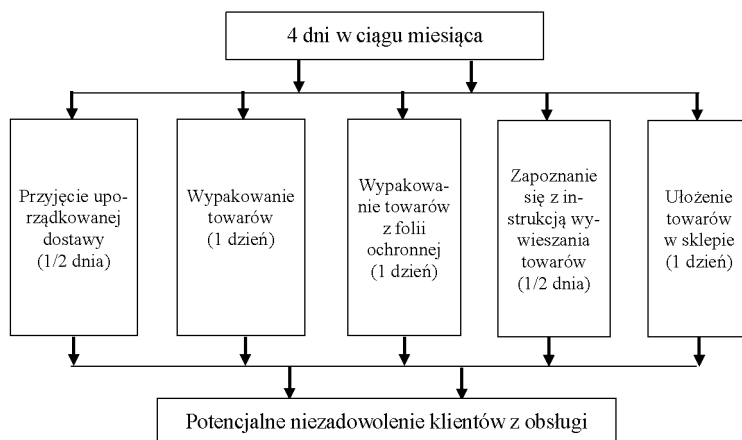 4 dni w ciągu miesiąca
Przyjęcie upo-
rządkowanej
dostawy
(1/2 dnia)
Wypakowanie
towarów
(1 dzień)
Wypakowa-
nie towarów
z folii
ochronnej
(1 dzień)
Zapoznanie
się z in-
strukcją wy-
wieszania
towarów
(1/2 dnia)
Ułożenie
towarów
w sklepie
(1 dzień)
Potencjalne niezadowolenie klientów z obsługi